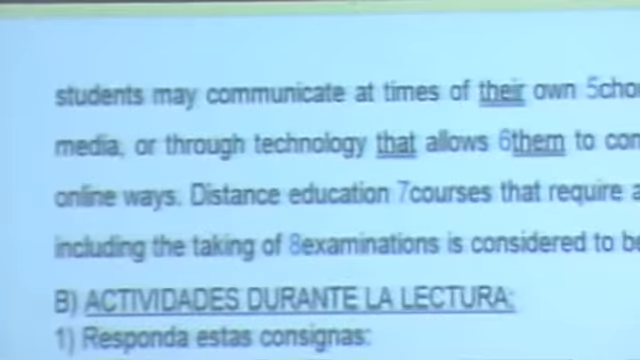 students may communicate at times of their own 5cho
media, or through technology that allows 6them to con
online ways. Distance education 7courses that require a
including the taking of 8examinations is considered to be
B) ACTIVIDADES DURANTE LA LECTURA:
1) Responda estas consignas: